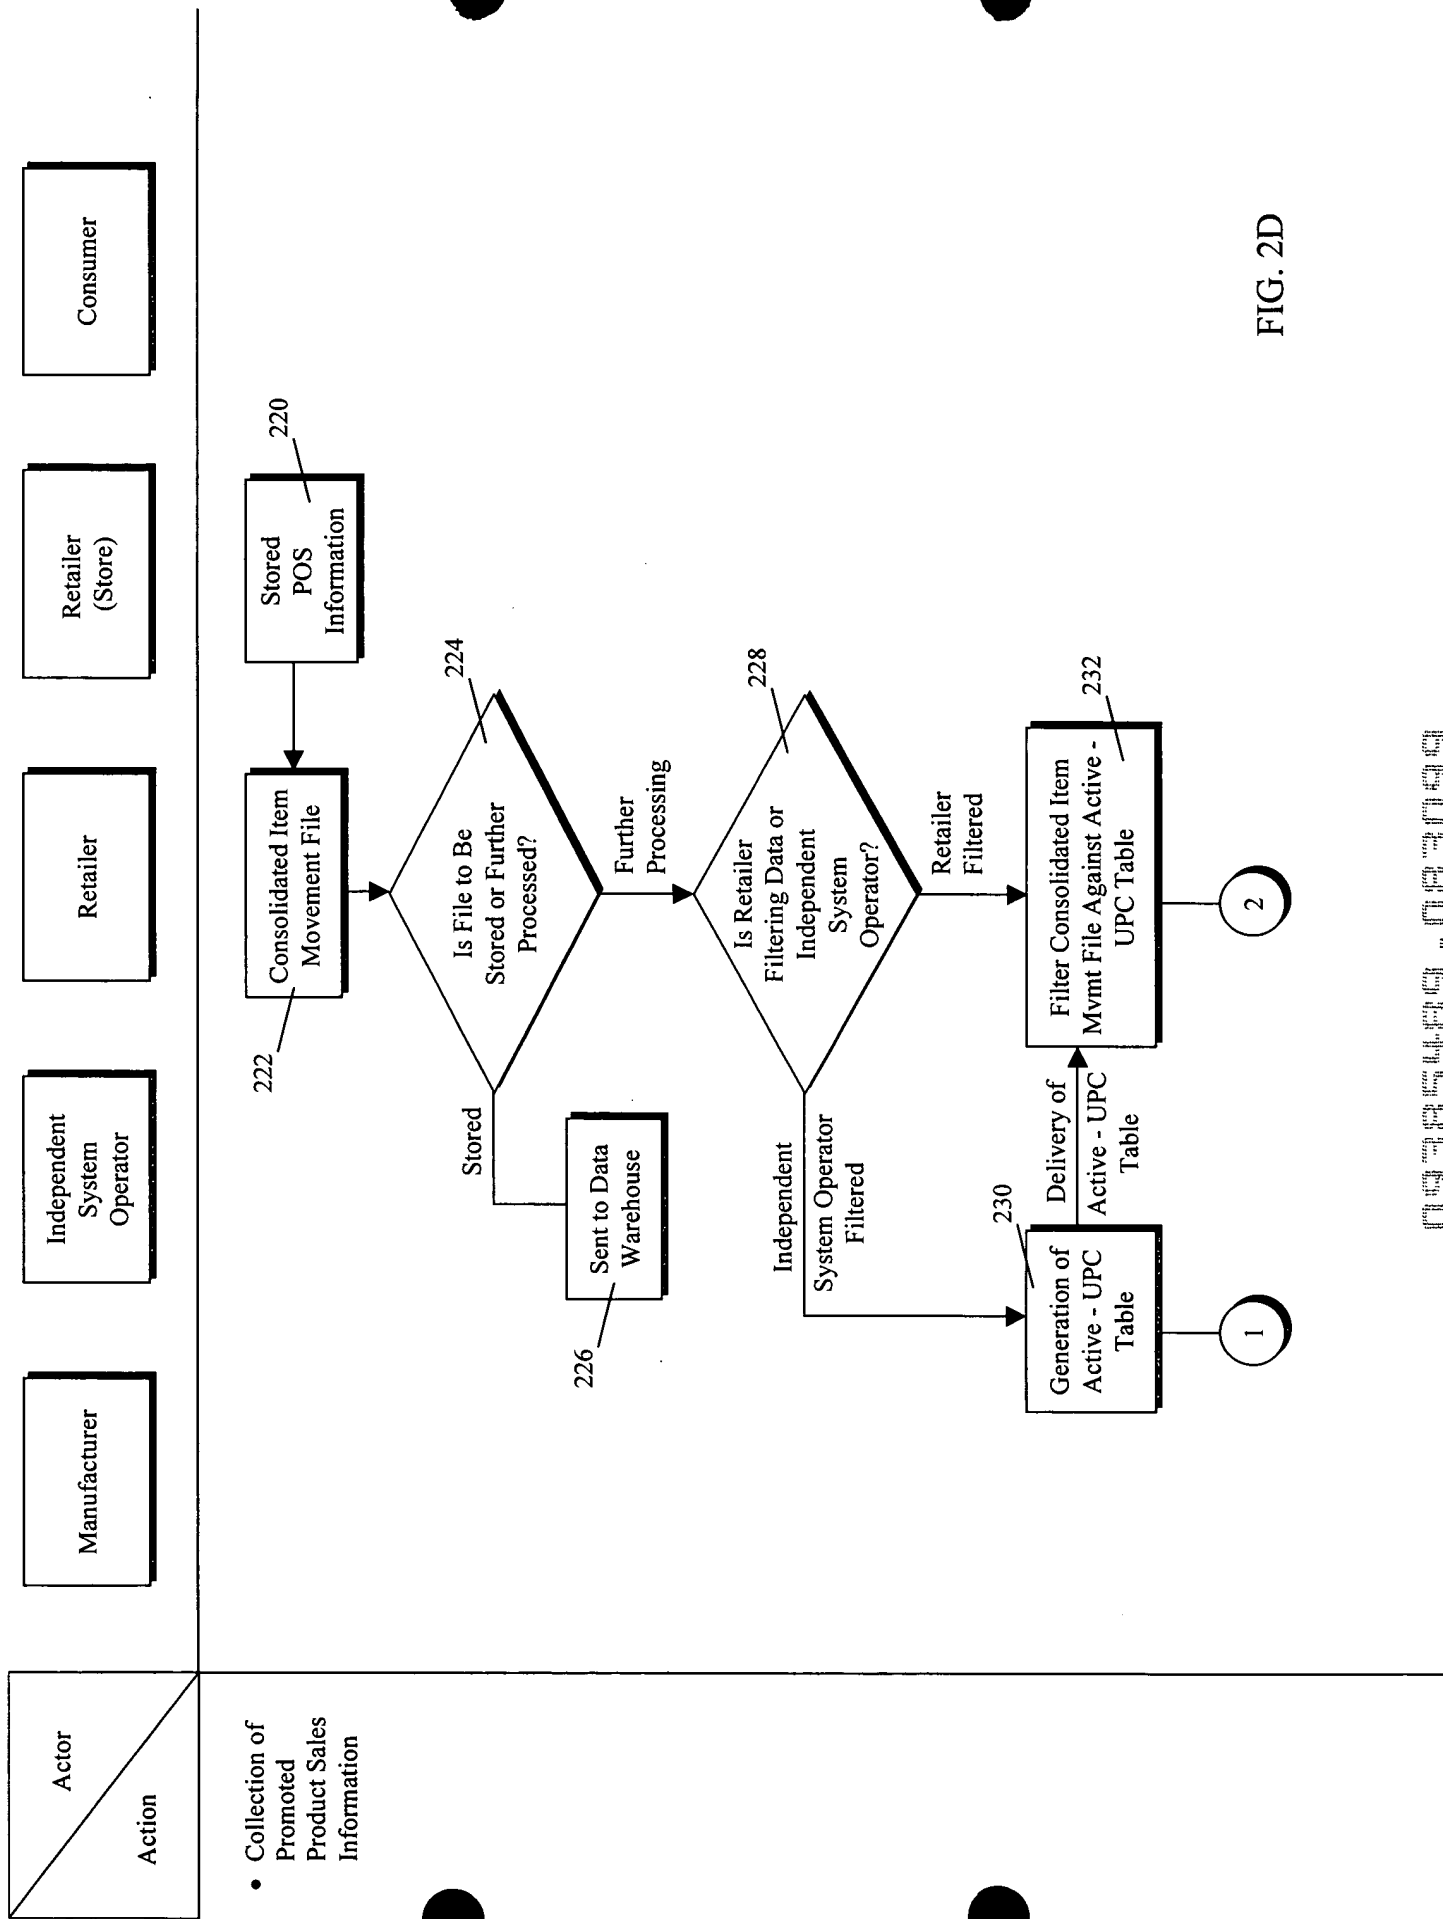 Actor
Action
Manufacturer
Independent
System
Operator
Retailer
Retailer
(Store)
Consumer
• Collection of
Promoted
Product Sales
Information
222
Consolidated Item
Movement File
Stored
POS
Information
220
Is File to Be
Stored or Further
Processed?
224
Stored
Sent to Data
Warehouse
226
Further
Processing
Is Retailer
Filtering Data or
Independent
System
Operator?
228
Independent
System Operator
Filtered
Retailer
Filtered
230
Generation of
Active - UPC
Table
Delivery of
Active - UPC
Table
Filter Consolidated Item
Mvmt File Against Active -
UPC Table
232
1
2
FIG. 2D